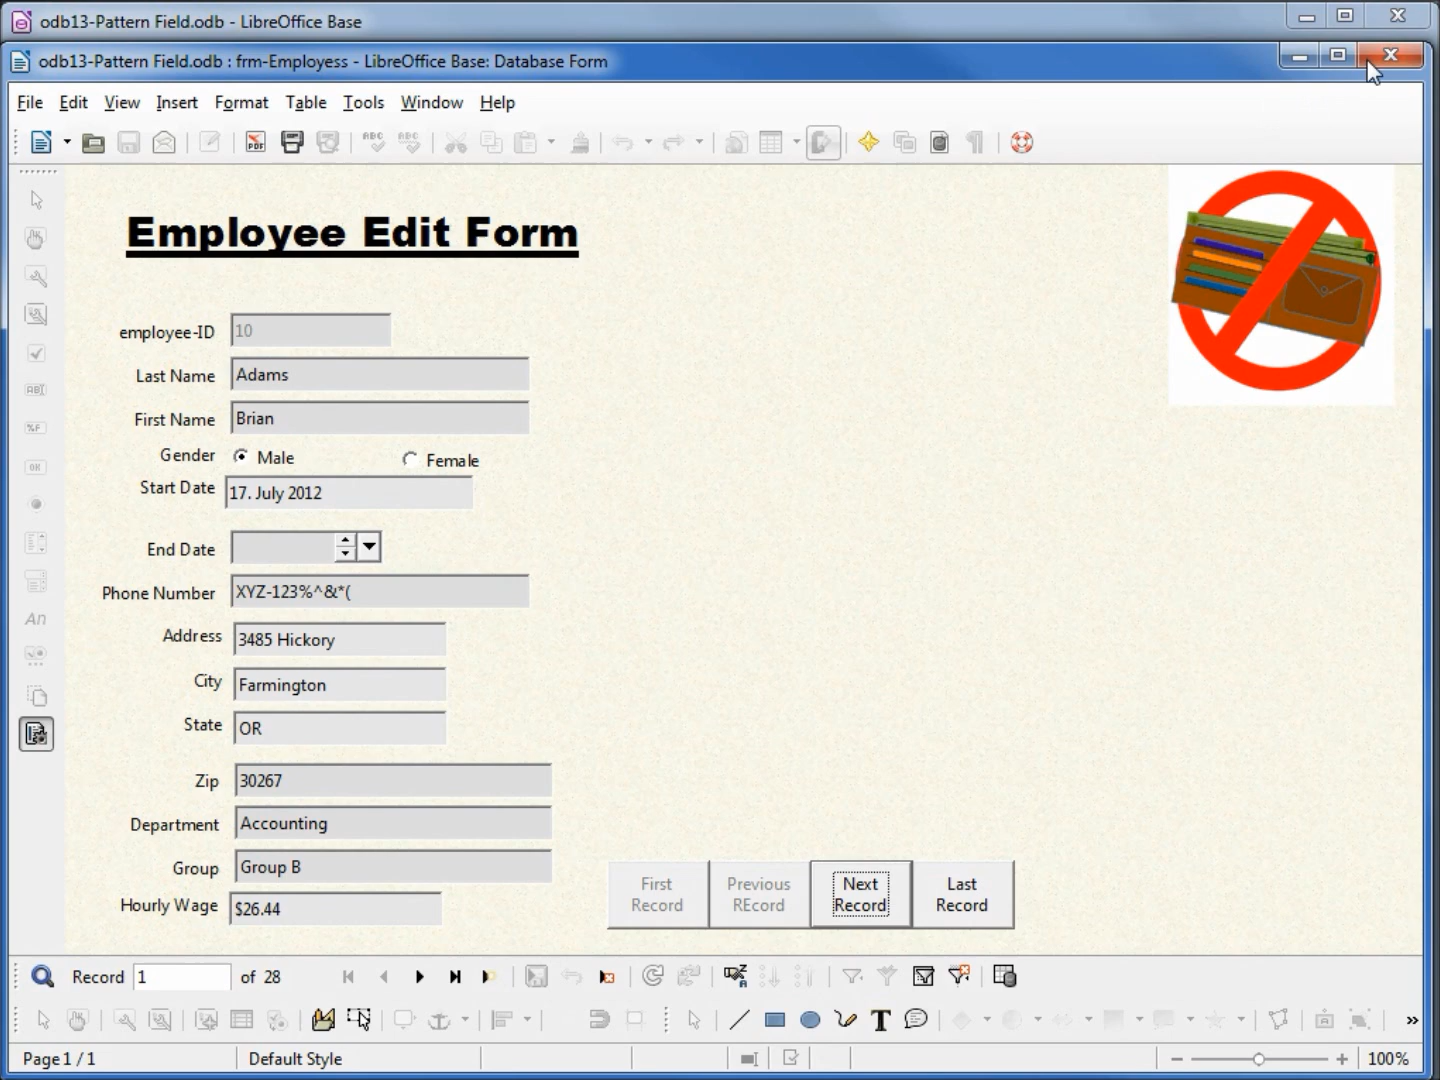 odb13-Pattern Field.odb - LibreOffice Base
odb13-Pattern Field.odb : frm-Employess - LibreOffice Base: Database Form
File Edit View Insert Format Table Tools Window Help
PDF ABC ABC
Employee Edit Form
employee-ID 10
Last Name Adams
First Name Brian
Gender Male Female
Start Date 17. July 2012
End Date
Phone Number XYZ-123%^&*(
Address 3485 Hickory
City Farmington
State OR
Zip 30267
Department Accounting
Group Group B
Hourly Wage $26.44
First Record
Previous REcord
Next Record
Last Record
Record 1 of 28
Page 1 / 1 Default Style 100%